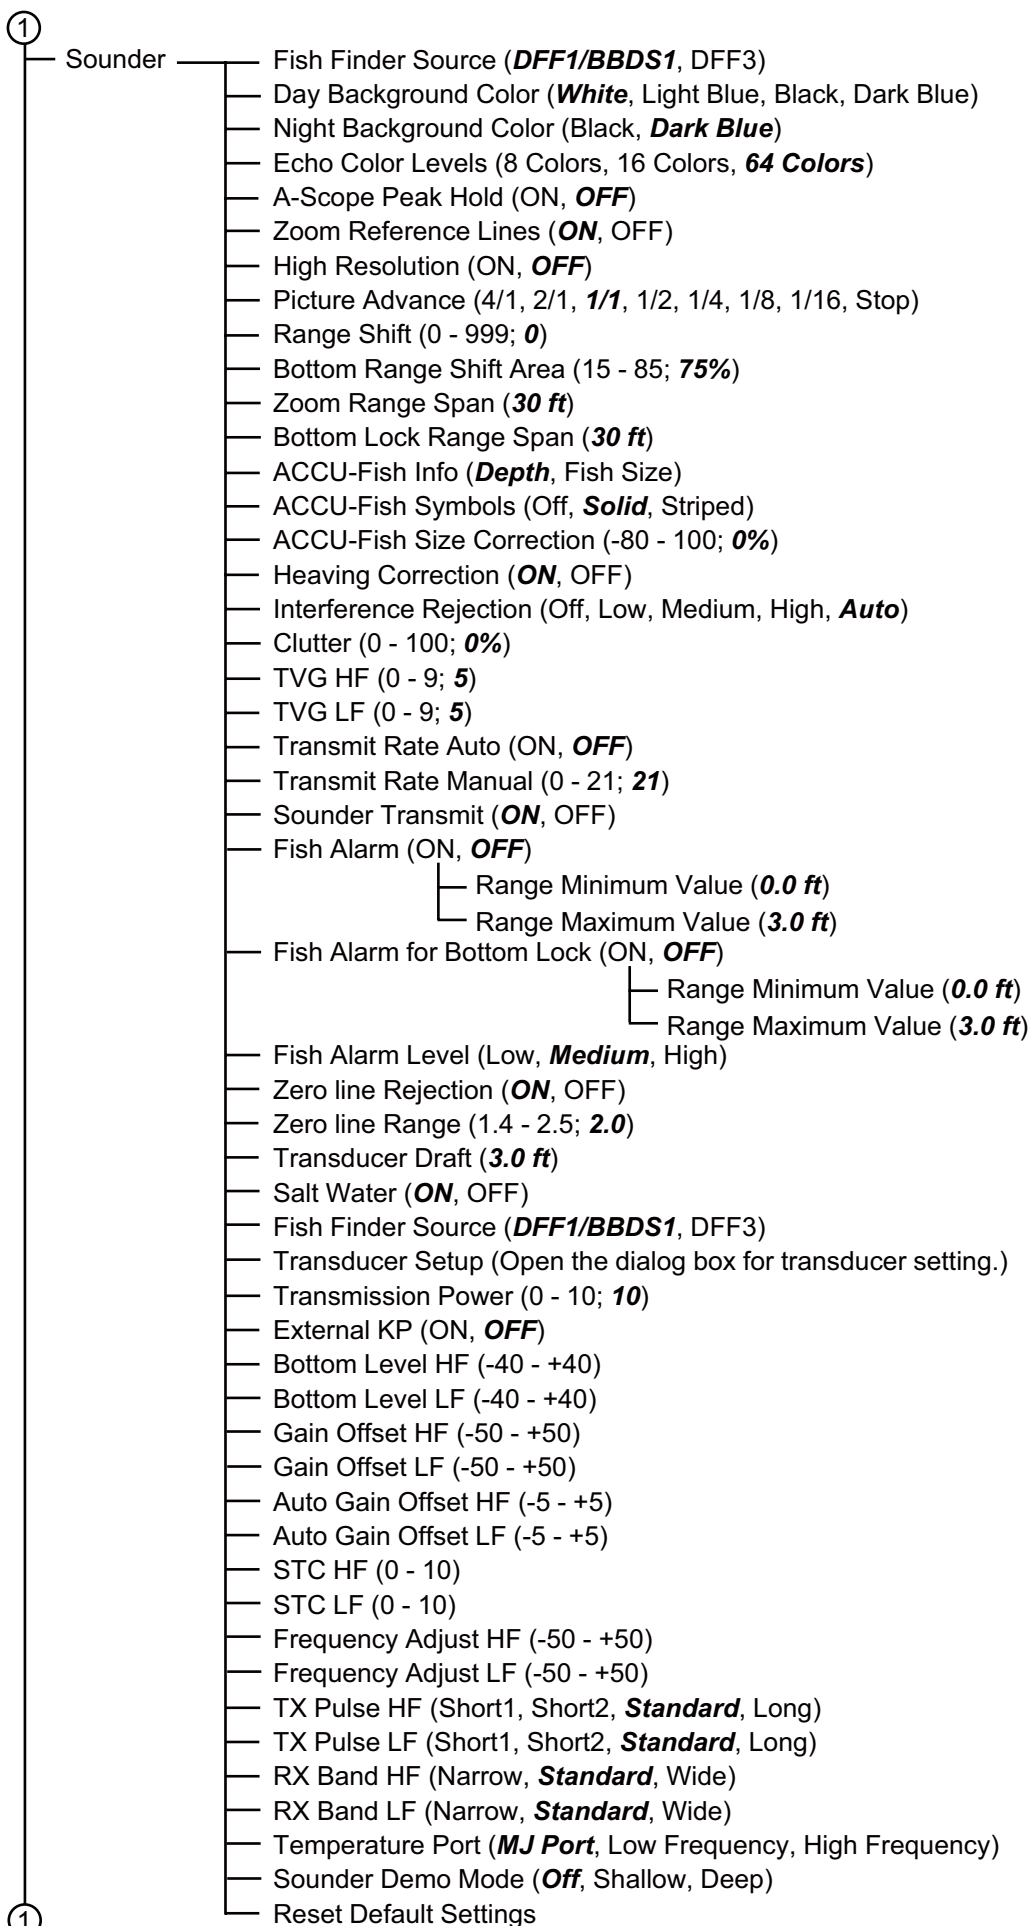 1
Sounder
Fish Finder Source (DFF1/BBDS1, DFF3)
Day Background Color (White, Light Blue, Black, Dark Blue)
Night Background Color (Black, Dark Blue)
Echo Color Levels (8 Colors, 16 Colors, 64 Colors)
A-Scope Peak Hold (ON, OFF)
Zoom Reference Lines (ON, OFF)
High Resolution (ON, OFF)
Picture Advance (4/1, 2/1, 1/1, 1/2, 1/4, 1/8, 1/16, Stop)
Range Shift (0 - 999; 0)
Bottom Range Shift Area (15 - 85; 75%)
Zoom Range Span (30 ft)
Bottom Lock Range Span (30 ft)
ACCU-Fish Info (Depth, Fish Size)
ACCU-Fish Symbols (Off, Solid, Striped)
ACCU-Fish Size Correction (-80 - 100; 0%)
Heaving Correction (ON, OFF)
Interference Rejection (Off, Low, Medium, High, Auto)
Clutter (0 - 100; 0%)
TVG HF (0 - 9; 5)
TVG LF (0 - 9; 5)
Transmit Rate Auto (ON, OFF)
Transmit Rate Manual (0 - 21; 21)
Sounder Transmit (ON, OFF)
Fish Alarm (ON, OFF)
Range Minimum Value (0.0 ft)
Range Maximum Value (3.0 ft)
Fish Alarm for Bottom Lock (ON, OFF)
Range Minimum Value (0.0 ft)
Range Maximum Value (3.0 ft)
Fish Alarm Level (Low, Medium, High)
Zero line Rejection (ON, OFF)
Zero line Range (1.4 - 2.5; 2.0)
Transducer Draft (3.0 ft)
Salt Water (ON, OFF)
Fish Finder Source (DFF1/BBDS1, DFF3)
Transducer Setup (Open the dialog box for transducer setting.)
Transmission Power (0 - 10; 10)
External KP (ON, OFF)
Bottom Level HF (-40 - +40)
Bottom Level LF (-40 - +40)
Gain Offset HF (-50 - +50)
Gain Offset LF (-50 - +50)
Auto Gain Offset HF (-5 - +5)
Auto Gain Offset LF (-5 - +5)
STC HF (0 - 10)
STC LF (0 - 10)
Frequency Adjust HF (-50 - +50)
Frequency Adjust LF (-50 - +50)
TX Pulse HF (Short1, Short2, Standard, Long)
TX Pulse LF (Short1, Short2, Standard, Long)
RX Band HF (Narrow, Standard, Wide)
RX Band LF (Narrow, Standard, Wide)
Temperature Port (MJ Port, Low Frequency, High Frequency)
Sounder Demo Mode (Off, Shallow, Deep)
Reset Default Settings
1